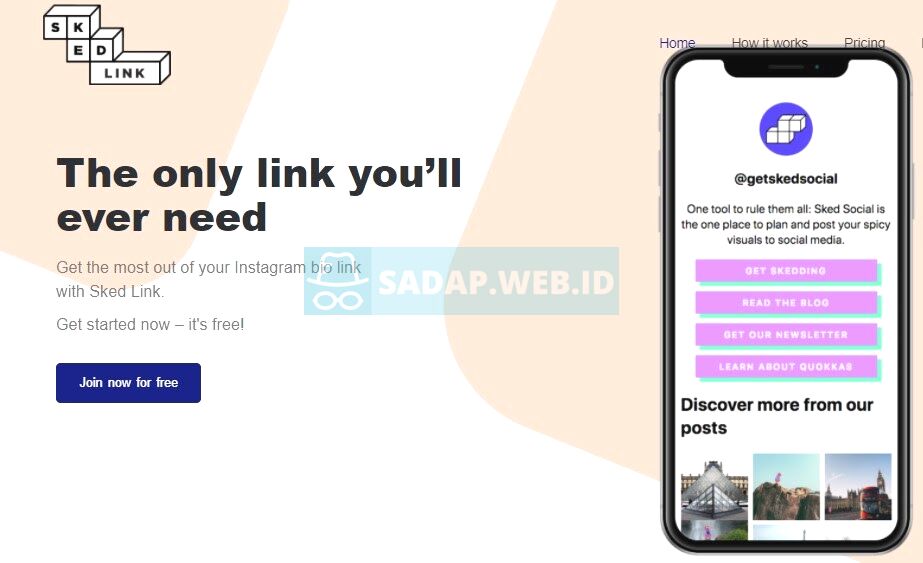 SK
ED
LINK
Home How it works Pricing
The only link you’ll
ever need
Get the most out of your Instagram bio link
with Sked Link.
Get started now – it's free!
Join now for free
SADAP.WEB.ID
@getskedsocial
One tool to rule them all: Sked Social is
the one place to plan and post your spicy
visuals to social media.
GET SKEDDING
READ THE BLOG
GET OUR NEWSLETTER
LEARN ABOUT QUOKKAS
Discover more from our
posts